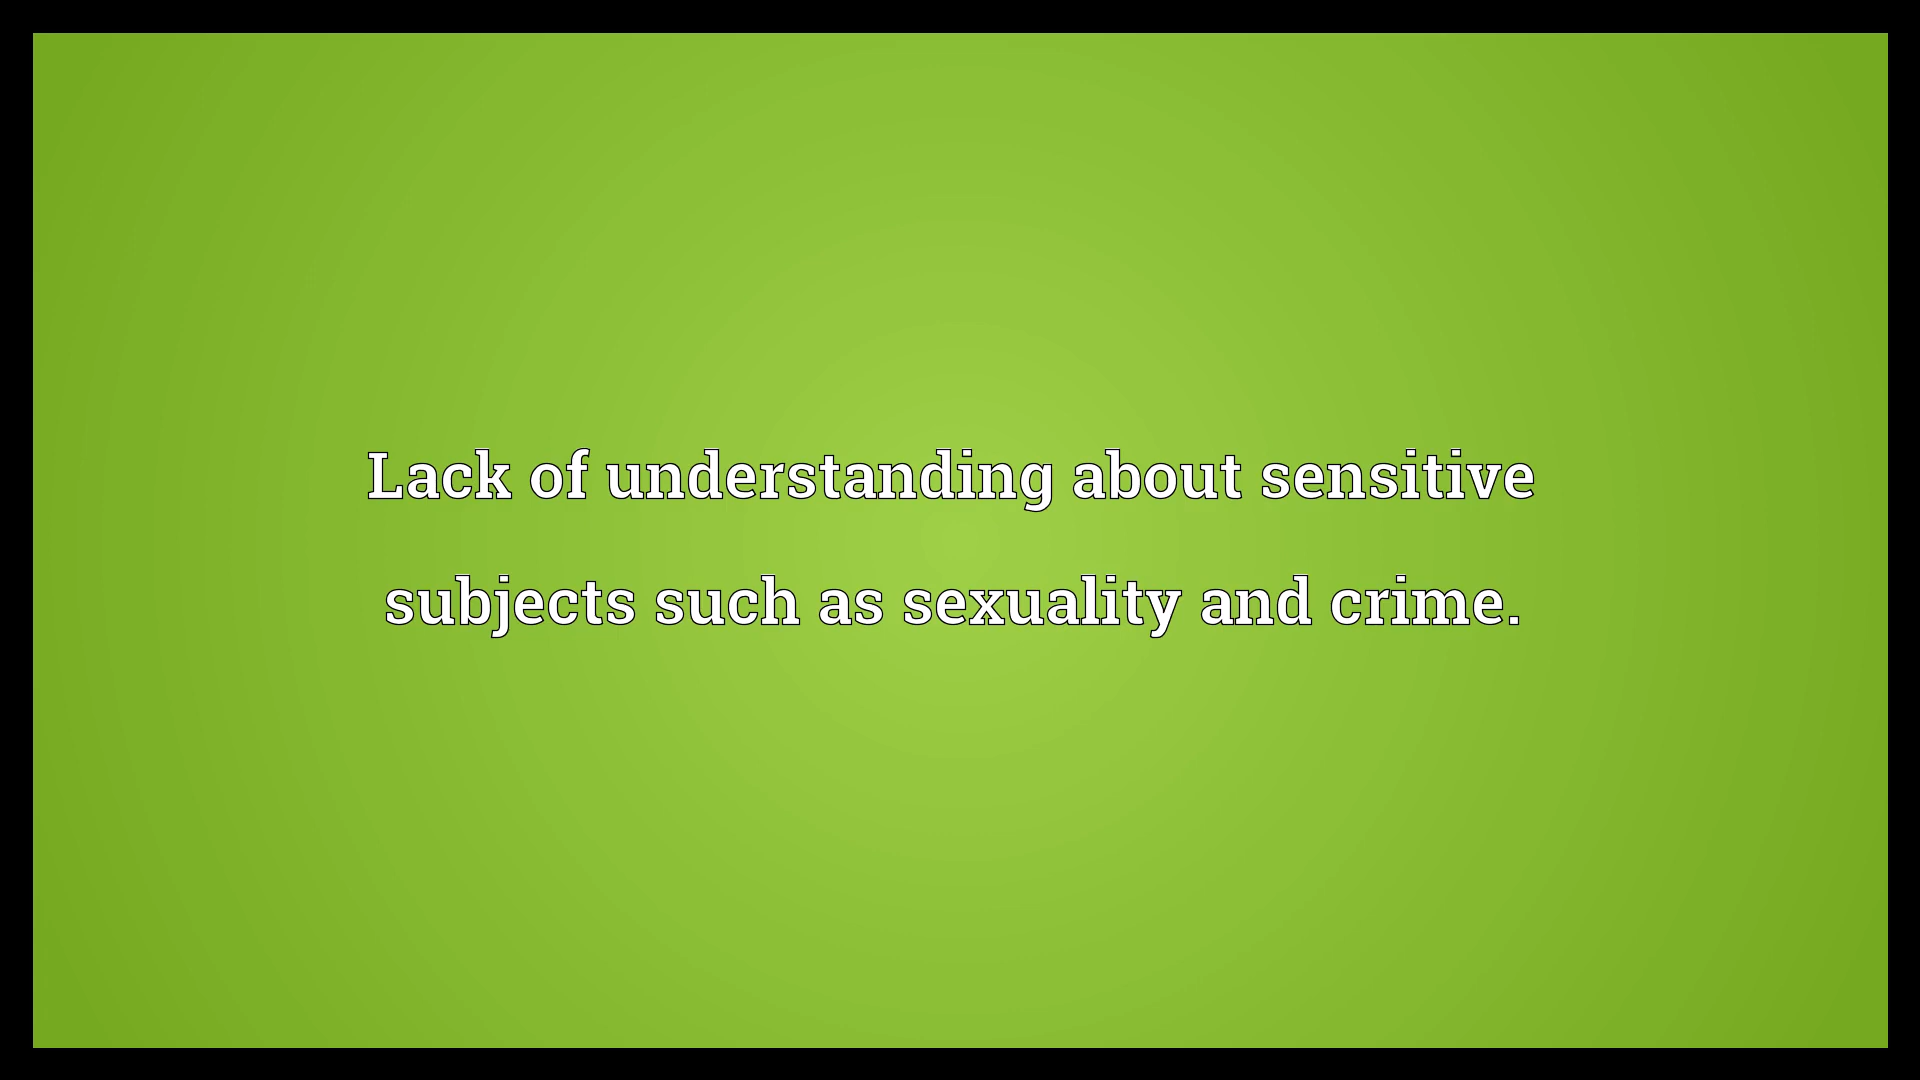 Lack of understanding about sensitive
subjects such as sexuality and crime.